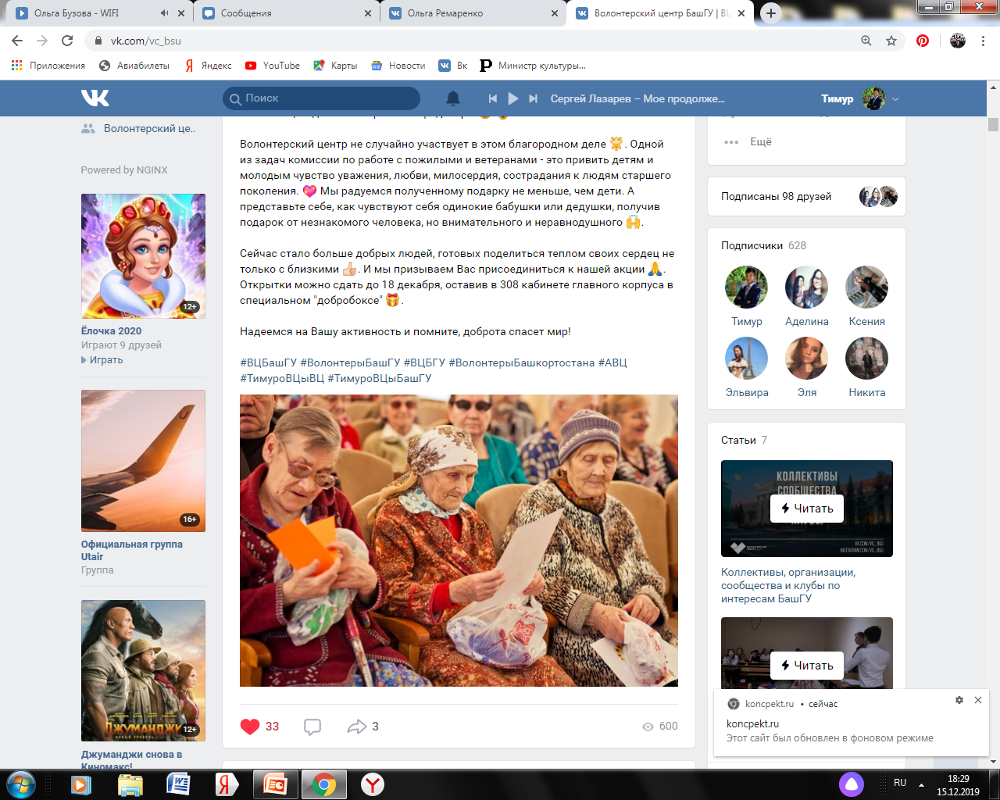 Ольга Бузова - WIFI
Сообщения
Ольга Ремаренко
Волонтерский центр БашГУ | ВЦ
vk.com/vc_bsu
Приложения
Авиабилеты
Яндекс
YouTube
Карты
Новости
Вк
Министр культуры...
Поиск
Сергей Лазарев – Мое продолже...
Тимур
Волонтерский це..
Powered by NGINX
12+
Ёлочка 2020
Играют 9 друзей
Играть
16+
Официальная группа
Utair
Группа
ДЖУМАНДЖИ
НОВЫЙ УРОВЕНЬ
12+
Джуманджи снова в
Киномакс!
Волонтерский центр не случайно участвует в этом благородном деле. Одной
из задач комиссии по работе с пожилыми и ветеранами - это привить детям и
молодым чувство уважения, любви, милосердия, сострадания к людям старшего
поколения. Мы радуемся полученному подарку не меньше, чем дети. А
представьте себе, как чувствуют себя одинокие бабушки или дедушки, получив
подарок от незнакомого человека, но внимательного и неравнодушного.
Сейчас стало больше добрых людей, готовых поделиться теплом своих сердец не
только с близкими. И мы призываем Вас присоединиться к нашей акции.
Открытки можно сдать до 18 декабря, оставив в 308 кабинете главного корпуса в
специальном "добробоксе".
Надеемся на Вашу активность и помните, доброта спасет мир!
#ВЦБашГУ #ВолонтерыБашГУ #ВЦБГУ #ВолонтерыБашкортостана #АВЦ
#ТимуроВЦыВЦ #ТимуроВЦыБашГУ
33
3
600
Ещё
Подписаны 98 друзей
Подписчики 628
Тимур
Аделина
Ксения
Эльвира
Эля
Никита
Статьи 7
КОЛЛЕКТИВЫ
СООБЩЕСТВА
Читать
VK.COM/VC_BSU
INSTAGRAM.COM/VC_BSU
Коллективы, организации,
сообщества и клубы по
интересам БашГУ
Читать
koncpekt.ru • сейчас
koncpekt.ru
Этот сайт был обновлен в фоновом режиме
RU
18:29
15.12.2019